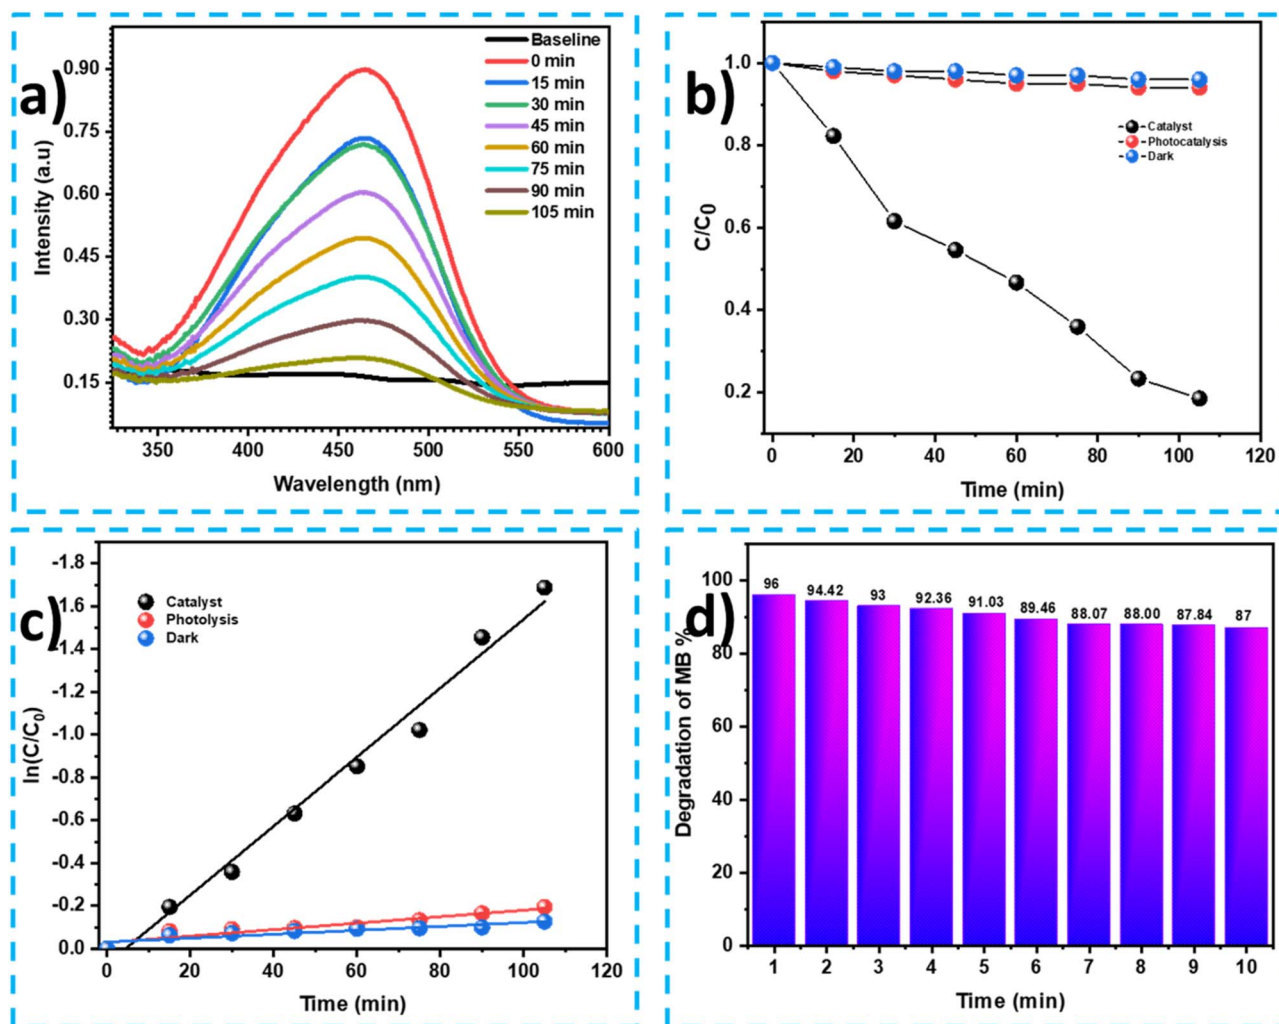 a)
Intensity (a.u)
0.90
0.75
0.60
0.45
0.30
0.15
Baseline
0 min
15 min
30 min
45 min
60 min
75 min
90 min
105 min
350 400 450 500 550 600
Wavelength (nm)
b)
C/C0
1.0
0.8
0.6
0.4
0.2
Catalyst
Photocatalysis
Dark
0 20 40 60 80 100 120
Time (min)
c)
ln(C/C0)
-1.8
-1.6
-1.4
-1.2
-1.0
-0.8
-0.6
-0.4
-0.2
0.0
Catalyst
Photolysis
Dark
0 20 40 60 80 100 120
Time (min)
d)
Degradation of MB %
100
80
60
40
20
0
96 94.42 93 92.36 91.03 89.46 88.07 88.00 87.84 87
1 2 3 4 5 6 7 8 9 10
Time (min)